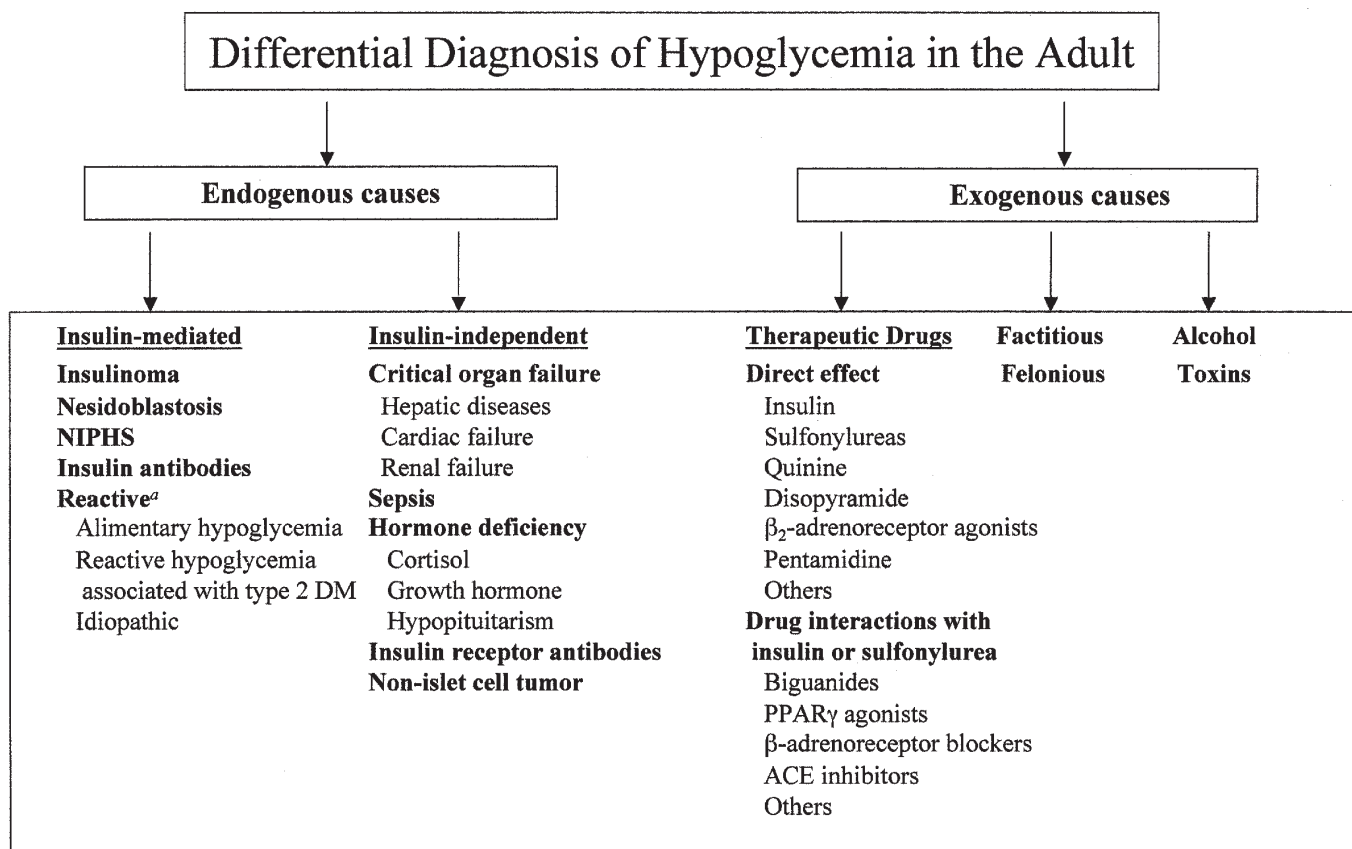 Differential Diagnosis of Hypoglycemia in the Adult
Endogenous causes
Exogenous causes
Insulin-mediated
Insulinoma
Nesidoblastosis
NIPHS
Insulin antibodies
Reactiveᵃ
Alimentary hypoglycemia
Reactive hypoglycemia
associated with type 2 DM
Idiopathic
Insulin-independent
Critical organ failure
Hepatic diseases
Cardiac failure
Renal failure
Sepsis
Hormone deficiency
Cortisol
Growth hormone
Hypopituitarism
Insulin receptor antibodies
Non-islet cell tumor
Therapeutic Drugs
Direct effect
Insulin
Sulfonylureas
Quinine
Disopyramide
β₂-adrenoreceptor agonists
Pentamidine
Others
Drug interactions with
insulin or sulfonylurea
Biguanides
PPARγ agonists
β-adrenoreceptor blockers
ACE inhibitors
Others
Factitious
Felonious
Alcohol
Toxins